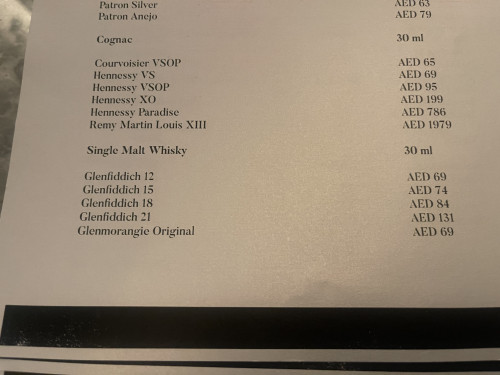 Patron Silver AED 63
Patron Anejo AED 79
Cognac 30 ml
Courvoisier VSOP AED 65
Hennessy VS AED 69
Hennessy VSOP AED 95
Hennessy XO AED 199
Hennessy Paradise AED 786
Remy Martin Louis XIII AED 1979
Single Malt Whisky 30 ml
Glenfiddich 12 AED 69
Glenfiddich 15 AED 74
Glenfiddich 18 AED 84
Glenfiddich 21 AED 131
Glenmorangie Original AED 69